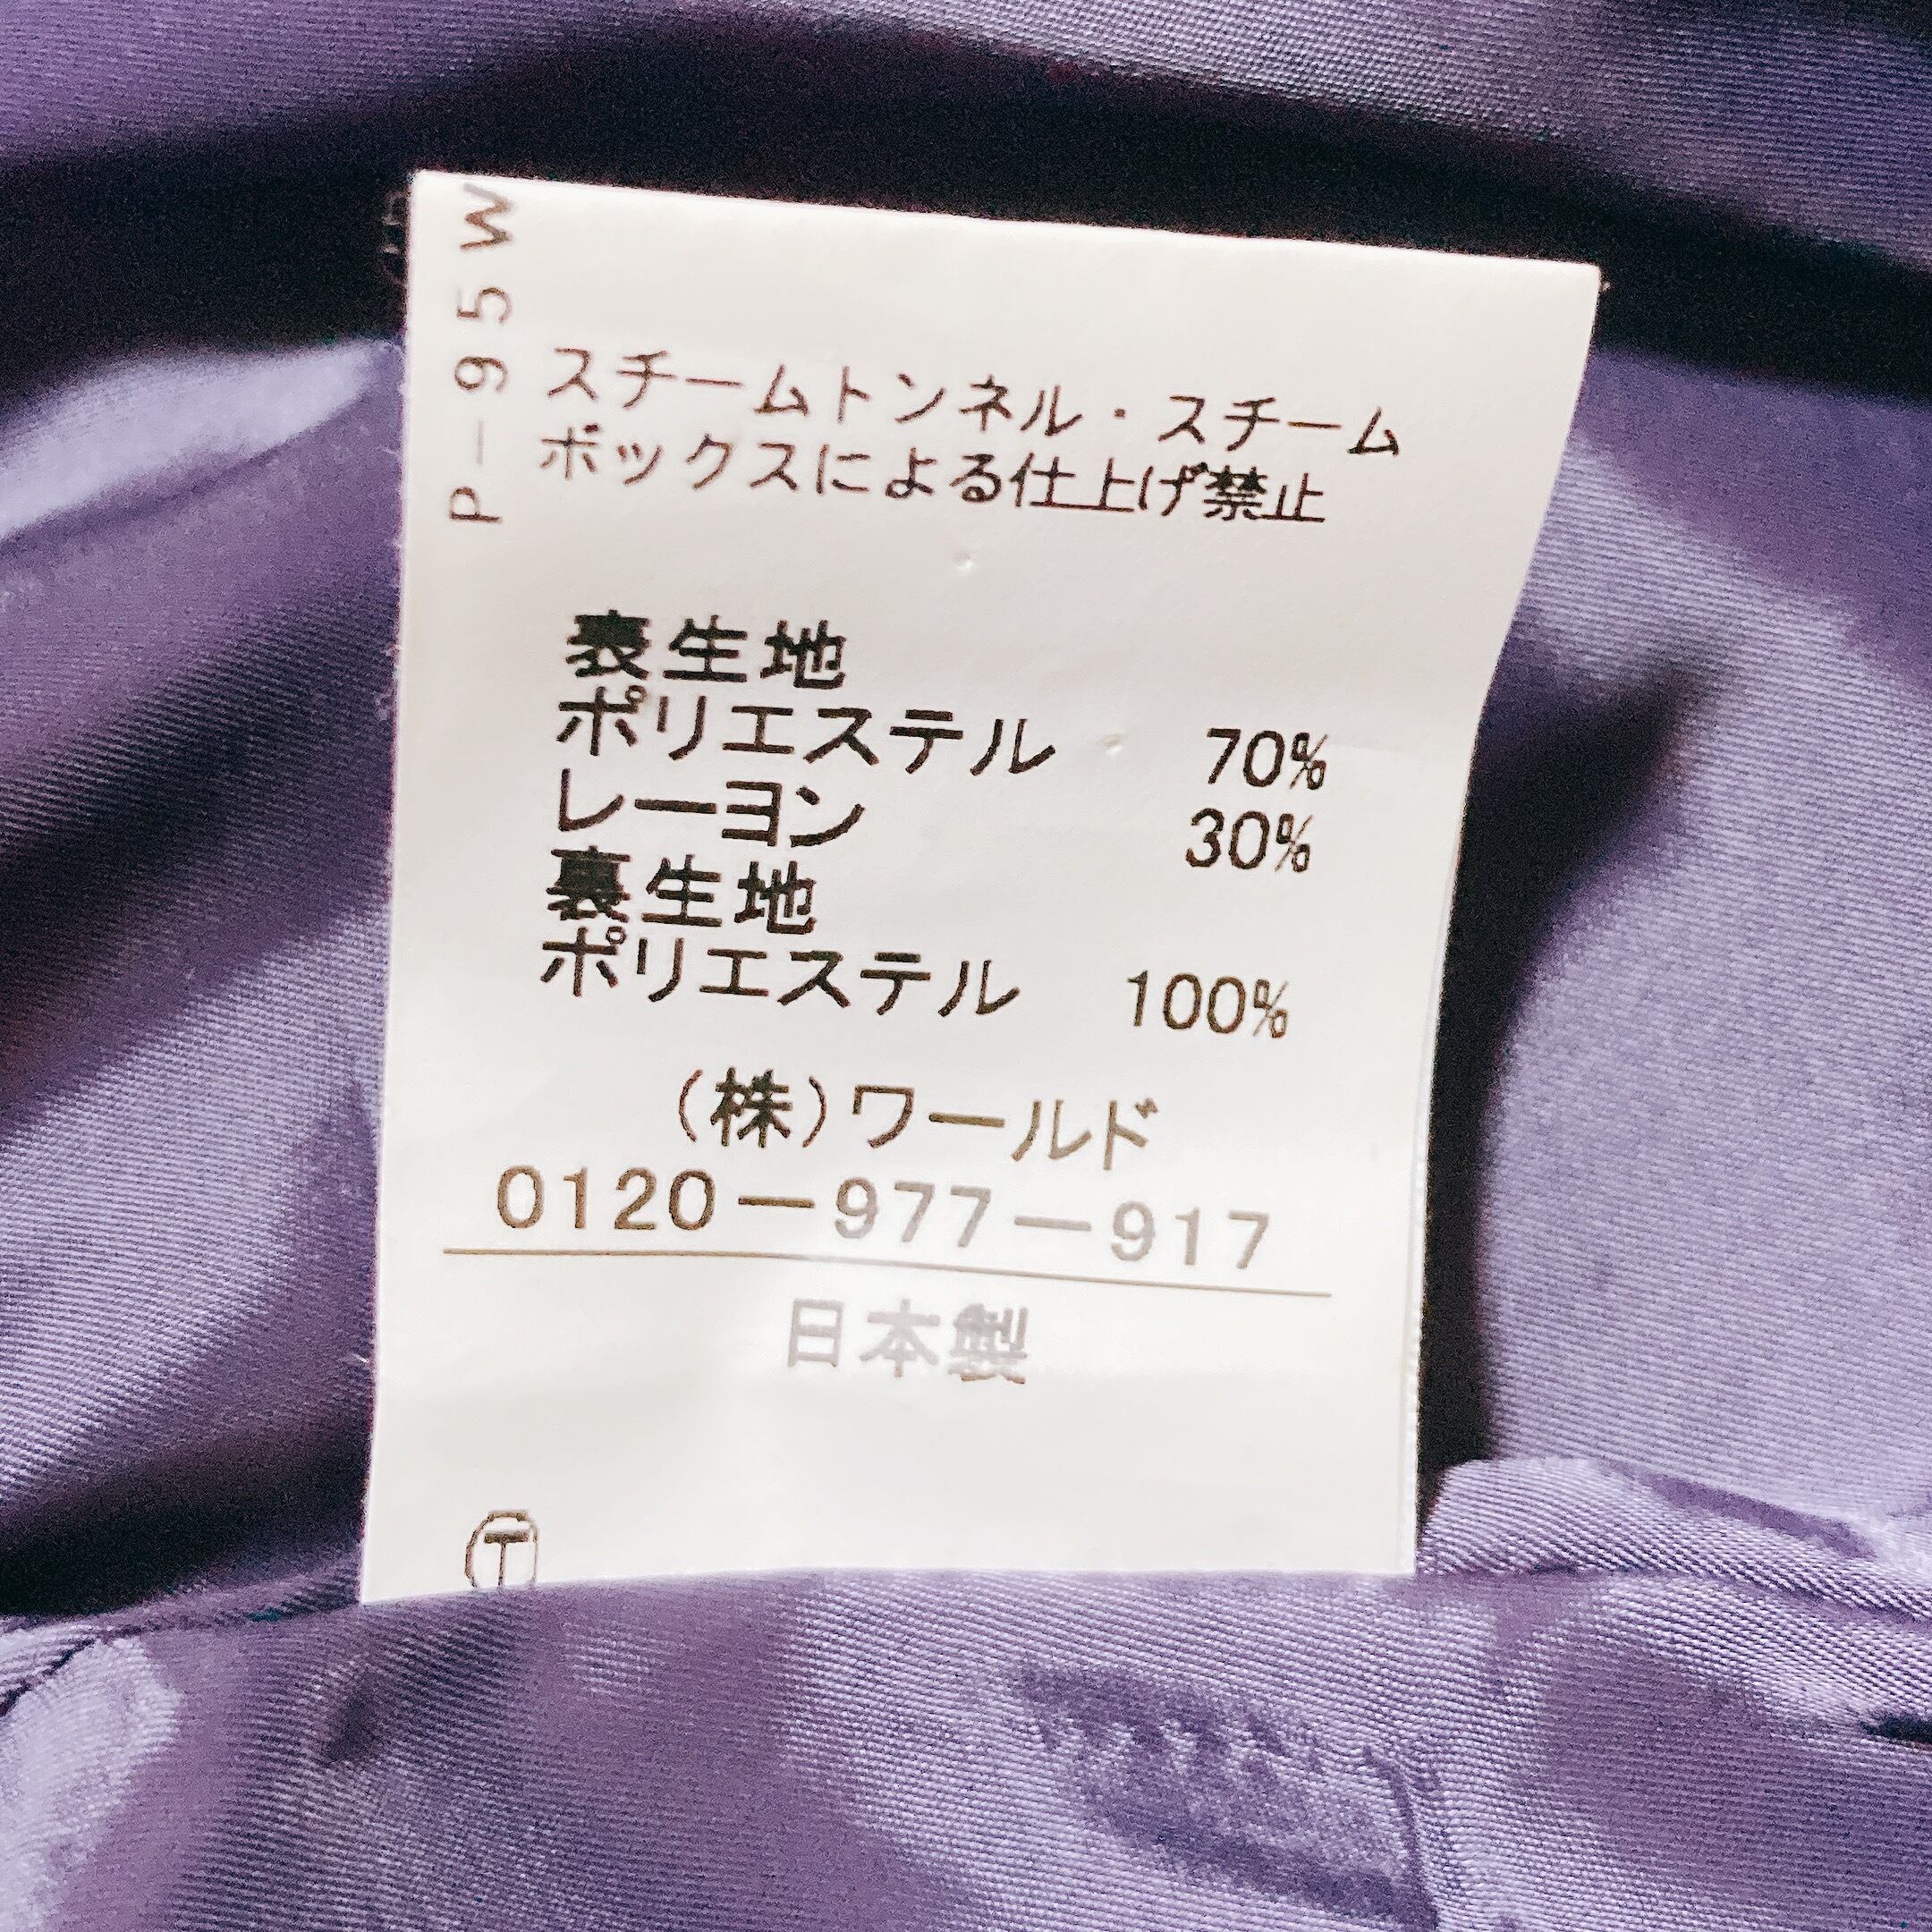 P-95W
スチームトンネル・スチーム
ボックスによる仕上げ禁止
表生地
ポリエステル 70%
レーヨン 30%
裏生地
ポリエステル 100%
(株)ワールド
0120-977-917
日本製
Ⓣ